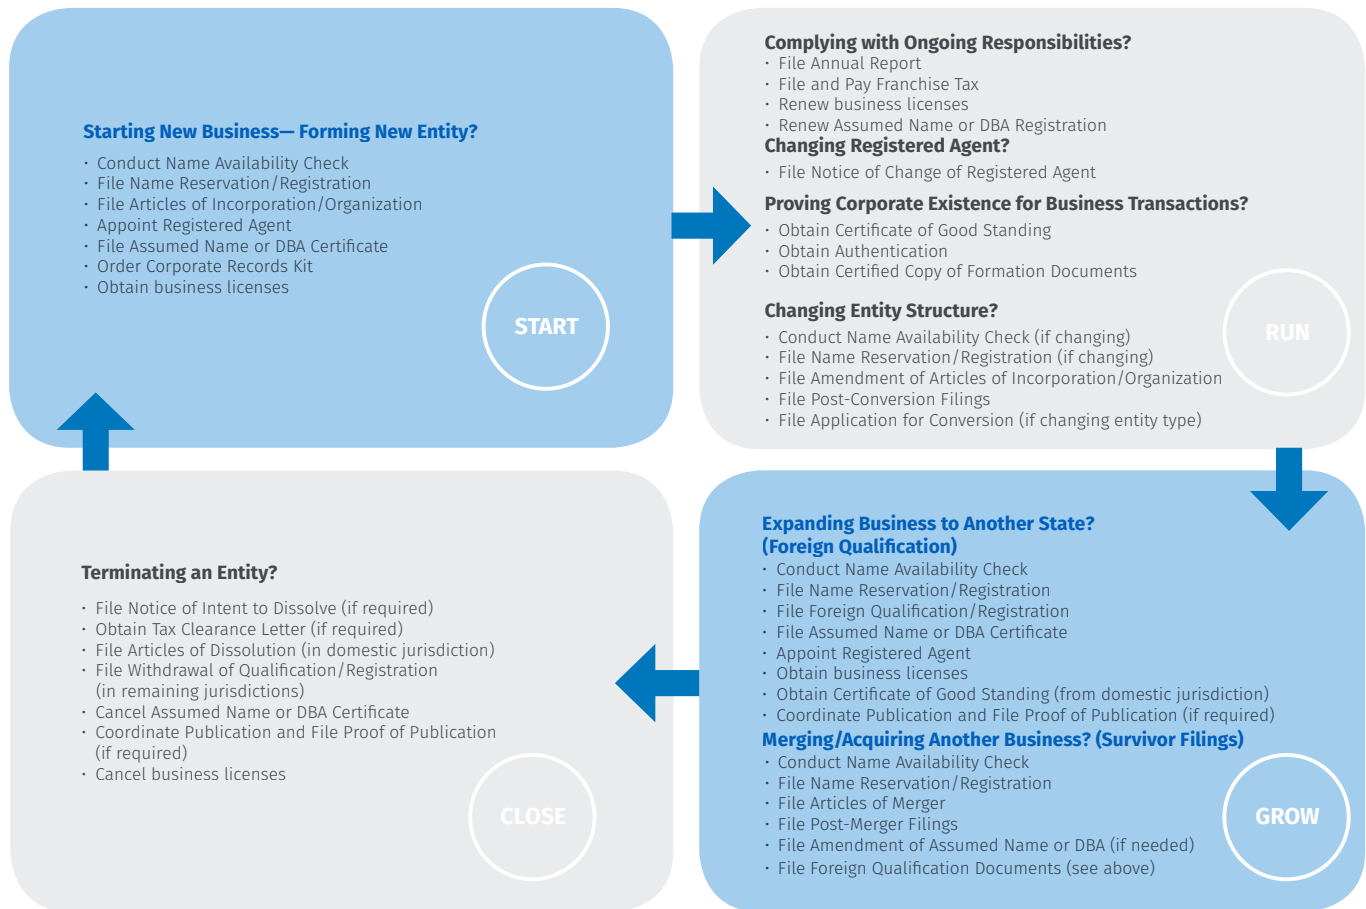 Starting New Business— Forming New Entity?
· Conduct Name Availability Check
· File Name Reservation/Registration
· File Articles of Incorporation/Organization
· Appoint Registered Agent
· File Assumed Name or DBA Certificate
· Order Corporate Records Kit
· Obtain business licenses
START
Complying with Ongoing Responsibilities?
· File Annual Report
· File and Pay Franchise Tax
· Renew business licenses
· Renew Assumed Name or DBA Registration
Changing Registered Agent?
· File Notice of Change of Registered Agent
Proving Corporate Existence for Business Transactions?
· Obtain Certificate of Good Standing
· Obtain Authentication
· Obtain Certified Copy of Formation Documents
Changing Entity Structure?
· Conduct Name Availability Check (if changing)
· File Name Reservation/Registration (if changing)
· File Amendment of Articles of Incorporation/Organization
· File Post-Conversion Filings
· File Application for Conversion (if changing entity type)
RUN
Expanding Business to Another State?
(Foreign Qualification)
· Conduct Name Availability Check
· File Name Reservation/Registration
· File Foreign Qualification/Registration
· File Assumed Name or DBA Certificate
· Appoint Registered Agent
· Obtain business licenses
· Obtain Certificate of Good Standing (from domestic jurisdiction)
· Coordinate Publication and File Proof of Publication (if required)
Merging/Acquiring Another Business? (Survivor Filings)
· Conduct Name Availability Check
· File Name Reservation/Registration
· File Articles of Merger
· File Post-Merger Filings
· File Amendment of Assumed Name or DBA (if needed)
· File Foreign Qualification Documents (see above)
GROW
Terminating an Entity?
· File Notice of Intent to Dissolve (if required)
· Obtain Tax Clearance Letter (if required)
· File Articles of Dissolution (in domestic jurisdiction)
· File Withdrawal of Qualification/Registration
(in remaining jurisdictions)
· Cancel Assumed Name or DBA Certificate
· Coordinate Publication and File Proof of Publication
(if required)
· Cancel business licenses
CLOSE